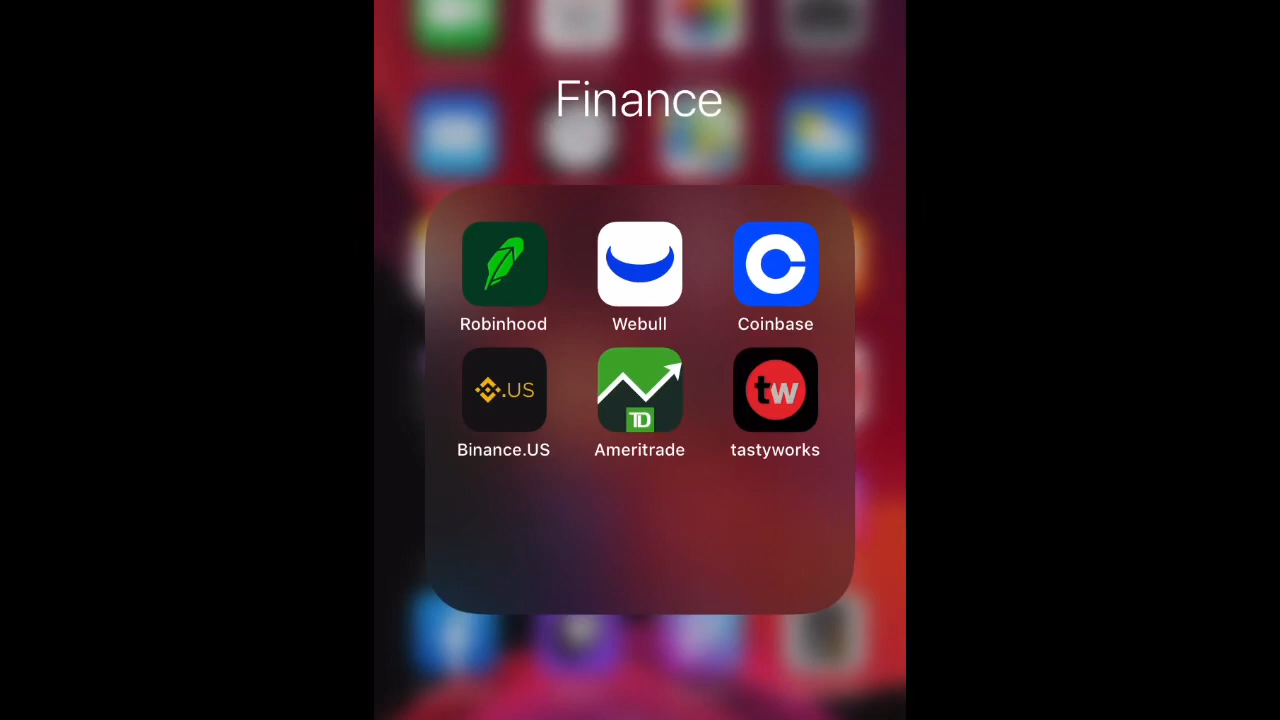 Finance
Robinhood
Webull
Coinbase
.US
TD
tw
Binance.US
Ameritrade
tastyworks